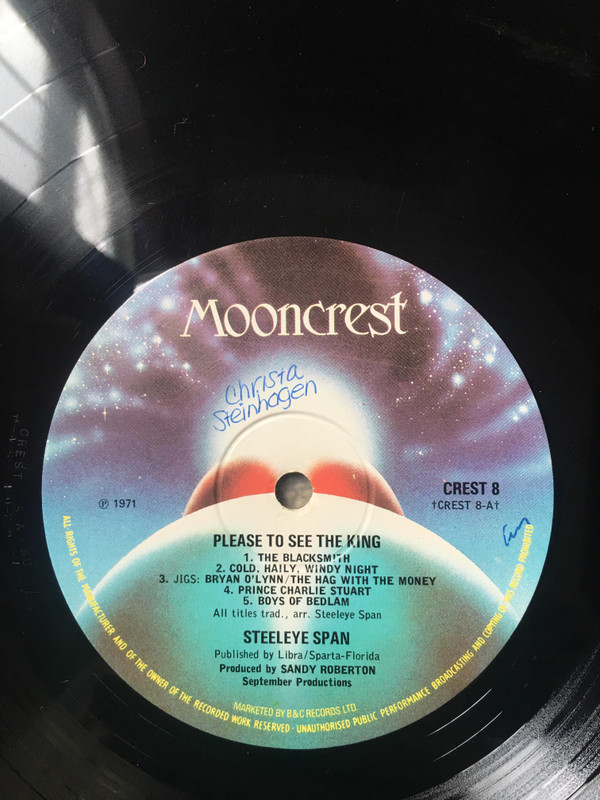 Mooncrest
Christa
Steinhagen
℗ 1971
CREST 8
†CREST 8-A†
PLEASE TO SEE THE KING
1. THE BLACKSMITH
2. COLD, HAILY, WINDY NIGHT
3. JIGS: BRYAN O'LYNN/THE HAG WITH THE MONEY
4. PRINCE CHARLIE STUART
5. BOYS OF BEDLAM
All titles trad., arr. Steeleye Span
STEELEYE SPAN
Published by Libra/Sparta-Florida
Produced by SANDY ROBERTON
September Productions
MARKETED BY B&C RECORDS LTD.
ALL RIGHTS OF THE MANUFACTURER AND OF THE OWNER OF THE RECORDED WORK RESERVED · UNAUTHORISED PUBLIC PERFORMANCE BROADCASTING AND COPYING OF THIS RECORD PROHIBITED